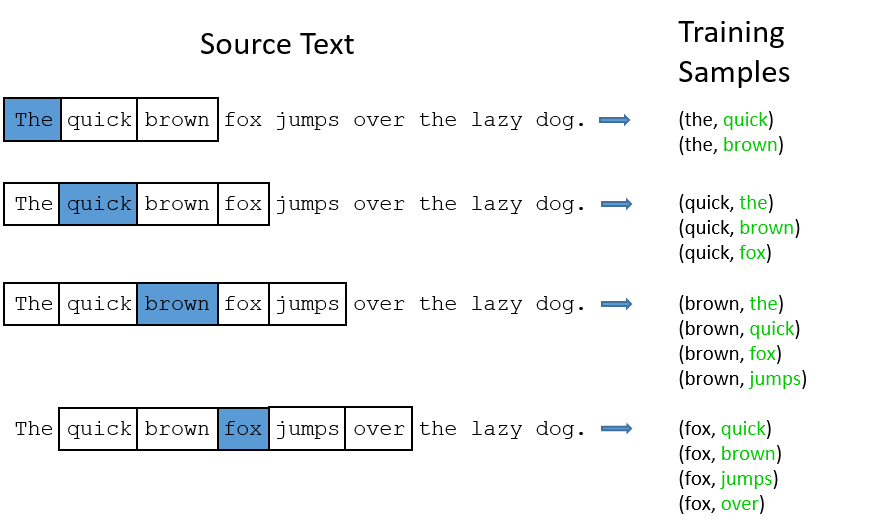 Source Text
Training
Samples
The quick brown fox jumps over the lazy dog.
(the, quick)
(the, brown)
The quick brown fox jumps over the lazy dog.
(quick, the)
(quick, brown)
(quick, fox)
The quick brown fox jumps over the lazy dog.
(brown, the)
(brown, quick)
(brown, fox)
(brown, jumps)
The quick brown fox jumps over the lazy dog.
(fox, quick)
(fox, brown)
(fox, jumps)
(fox, over)